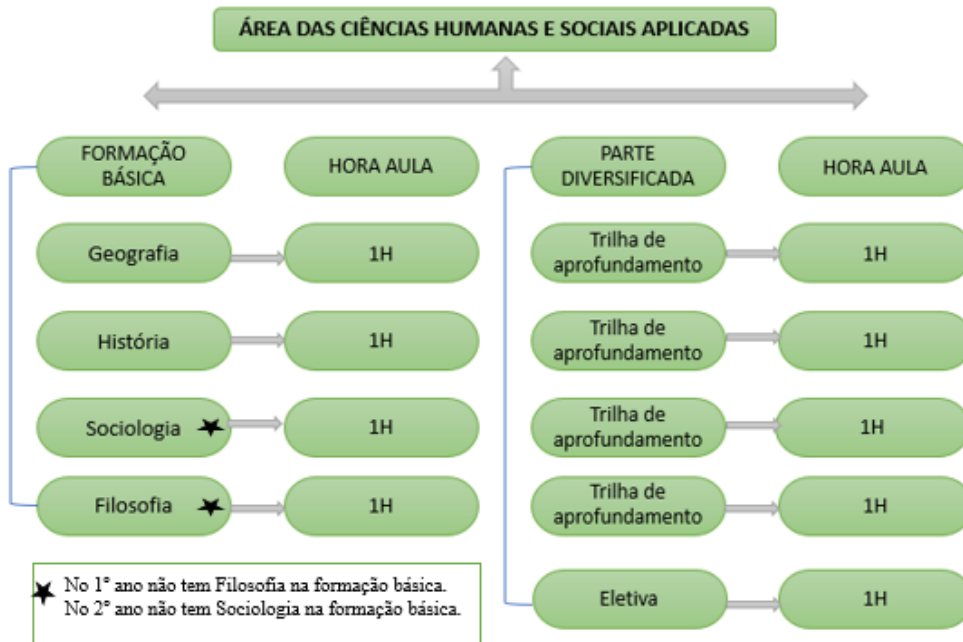 ÁREA DAS CIÊNCIAS HUMANAS E SOCIAIS APLICADAS
FORMAÇÃO
BÁSICA
HORA AULA
Geografia
1H
História
1H
Sociologia
1H
Filosofia
1H
No 1° ano não tem Filosofia na formação básica.
No 2° ano não tem Sociologia na formação básica.
PARTE
DIVERSIFICADA
HORA AULA
Trilha de
aprofundamento
1H
Trilha de
aprofundamento
1H
Trilha de
aprofundamento
1H
Trilha de
aprofundamento
1H
Eletiva
1H